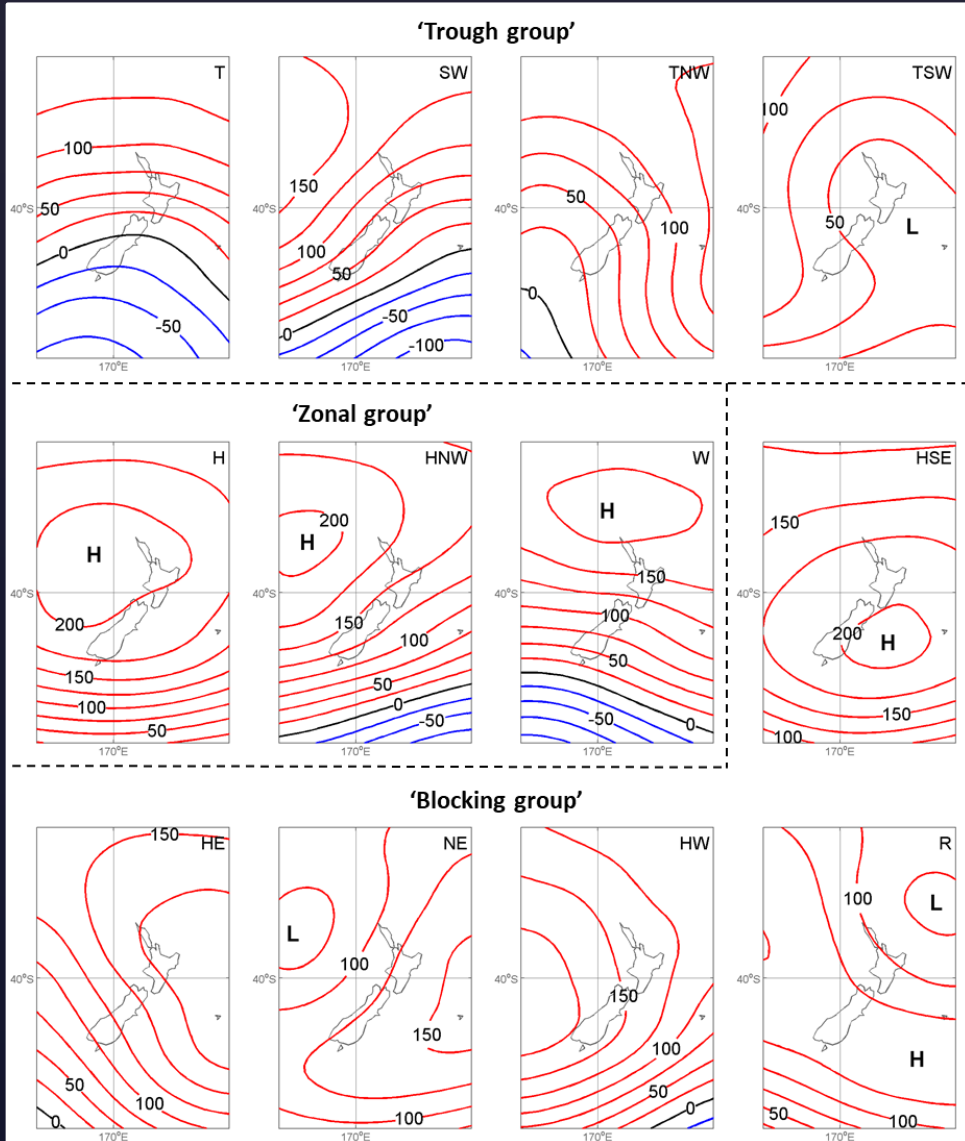 'Trough group'
T SW TNW TSW
100 50 0 -50
150 100 50 0 -50 -100
50 100 0
100 50 L
40°S 40°S 40°S 40°S
170°E 170°E 170°E 170°E
'Zonal group'
H HNW W HSE
H 200 150 100 50
200 H 150 100 50 0 -50
H 150 100 50 0 -50
150 200 H 150 100
40°S 40°S 40°S 40°S
170°E 170°E 170°E 170°E
'Blocking group'
HE NE HW R
150 50 100 0
L 100 150 100
150 100 50 0
100 L H 50 100
40°S 40°S 40°S 40°S
170°E 170°E 170°E 170°E